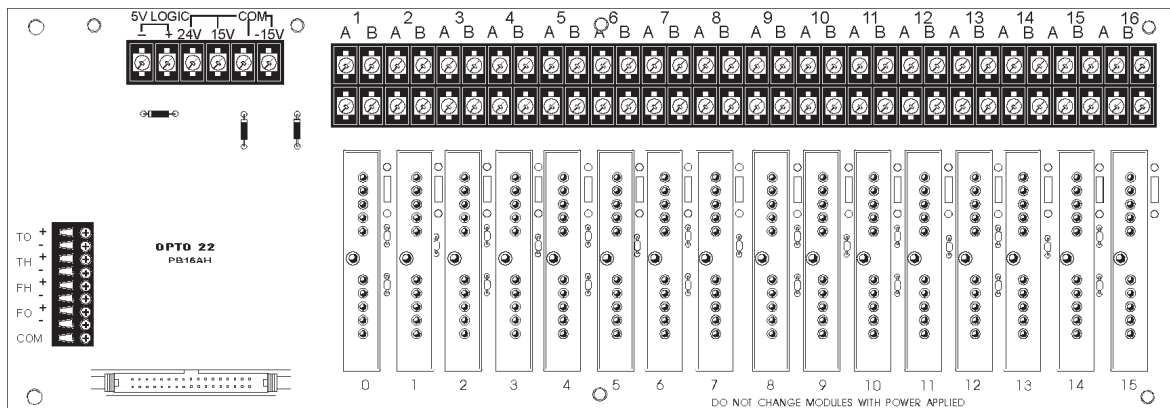 5V LOGIC COM
- + 24V 15V -15V
1 2 3 4 5 6 7 8 9 10 11 12 13 14 15 16
A B A B A B A B A B A B A B A B A B A B A B A B A B A B A B A B
TO + -
TH + -
FH + -
FO + -
COM
OPTO 22
PB16AH
0 1 2 3 4 5 6 7 8 9 10 11 12 13 14 15
DO NOT CHANGE MODULES WITH POWER APPLIED